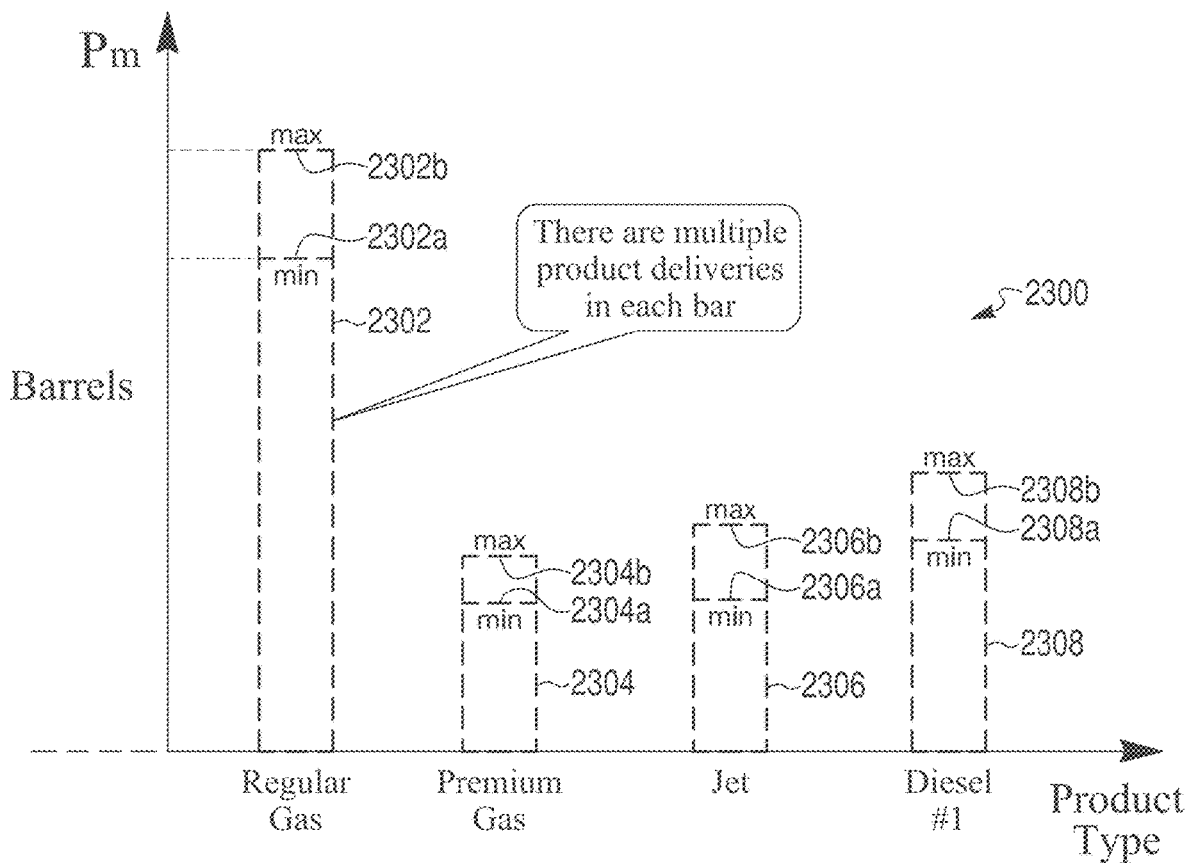 Pm
max
2302b
2302a
min
2302
There are multiple
product deliveries
in each bar
2300
Barrels
max
2308b
2308a
min
max
2306b
2306a
min
max
2304b
2304a
min
2308
2306
2304
Regular
Gas
Premium
Gas
Jet
Diesel
#1
Product
Type